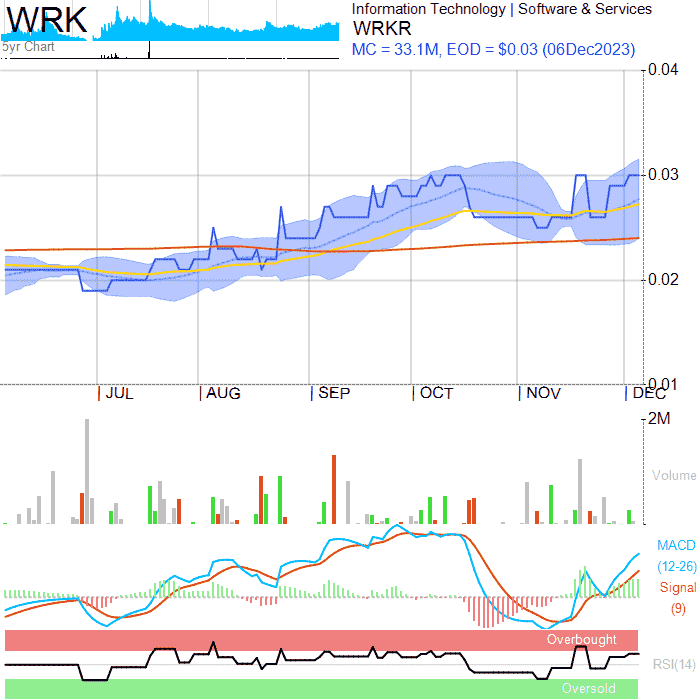 WRK
5yr Chart
Information Technology | Software & Services
WRKR
MC = 33.1M, EOD = $0.03 (06Dec2023)
0.04
0.03
0.02
0.01
JUL
AUG
SEP
OCT
NOV
DEC
2M
Volume
MACD
(12-26)
Signal
(9)
Overbought
RSI(14)
Oversold